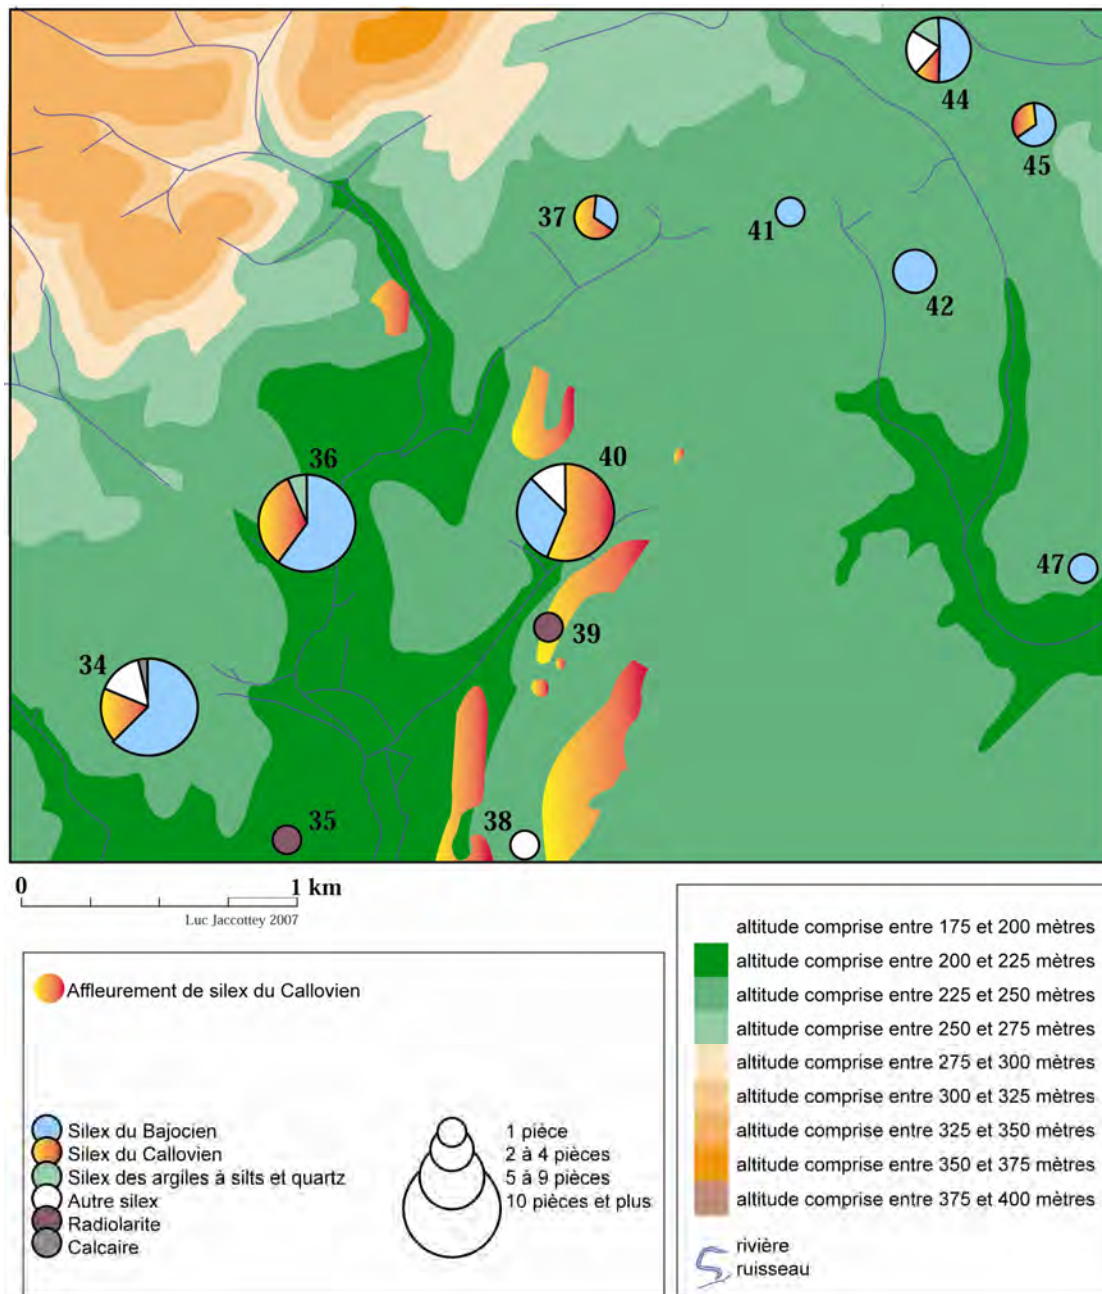 44
45
37
41
42
36
40
47
39
34
35
38
0 1 km
Luc Jaccottey 2007
Affleurement de silex du Callovien
Silex du Bajocien
Silex du Callovien
Silex des argiles à silts et quartz
Autre silex
Radiolarite
Calcaire
1 pièce
2 à 4 pièces
5 à 9 pièces
10 pièces et plus
altitude comprise entre 175 et 200 mètres
altitude comprise entre 200 et 225 mètres
altitude comprise entre 225 et 250 mètres
altitude comprise entre 250 et 275 mètres
altitude comprise entre 275 et 300 mètres
altitude comprise entre 300 et 325 mètres
altitude comprise entre 325 et 350 mètres
altitude comprise entre 350 et 375 mètres
altitude comprise entre 375 et 400 mètres
rivière
ruisseau